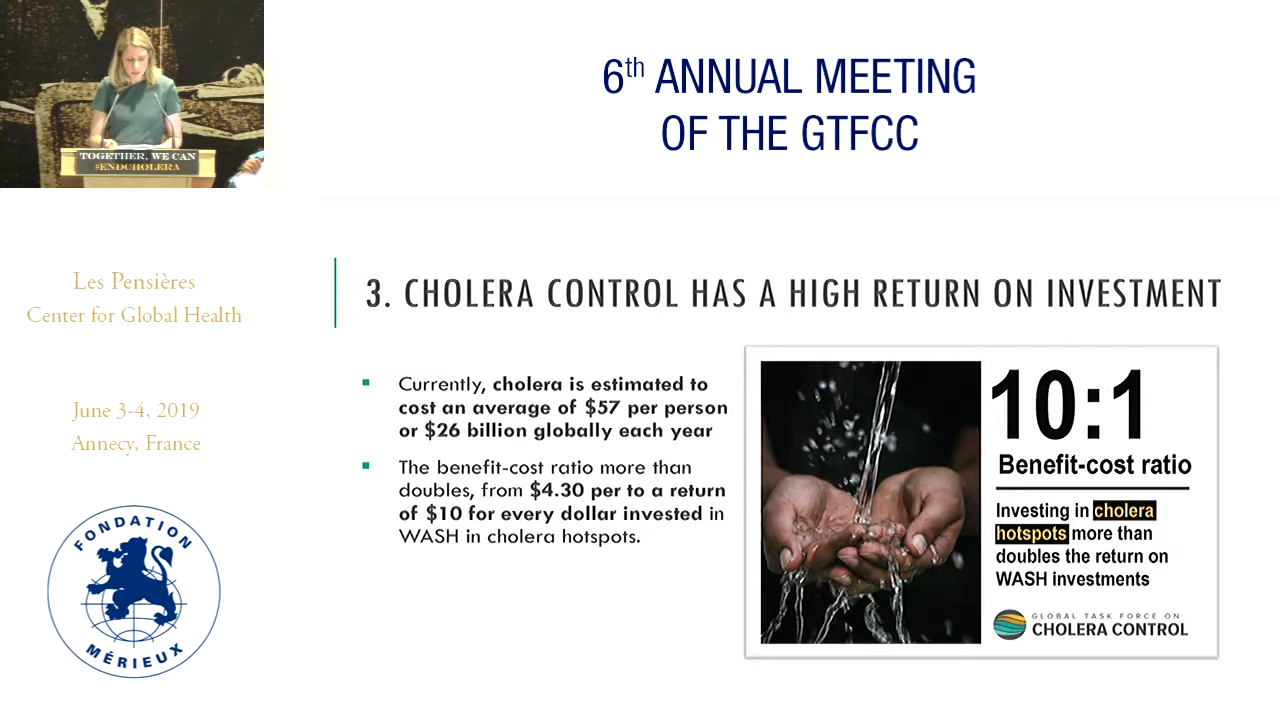 TOGETHER, WE CAN
#ENDCHOLERA
6th ANNUAL MEETING
OF THE GTFCC
Les Pensières
Center for Global Health
June 3-4, 2019
Annecy, France
FONDATION
MÉRIEUX
3. CHOLERA CONTROL HAS A HIGH RETURN ON INVESTMENT
Currently, cholera is estimated to
cost an average of $57 per person
or $26 billion globally each year
The benefit-cost ratio more than
doubles, from $4.30 per to a return
of $10 for every dollar invested in
WASH in cholera hotspots.
10:1
Benefit-cost ratio
Investing in cholera
hotspots more than
doubles the return on
WASH investments
GLOBAL TASK FORCE ON
CHOLERA CONTROL